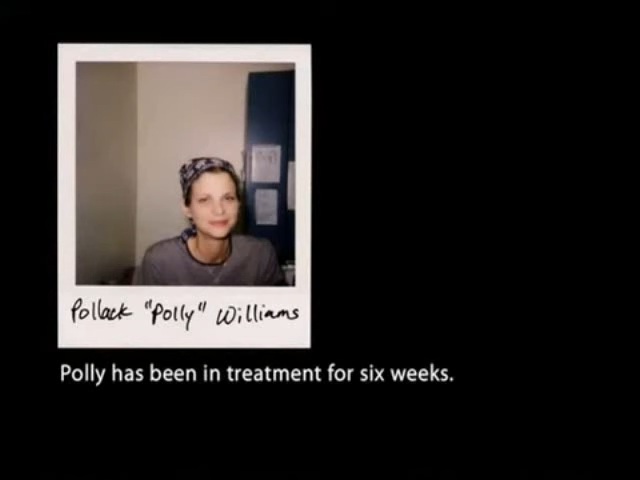 Pollack "Polly" Williams
Polly has been in treatment for six weeks.